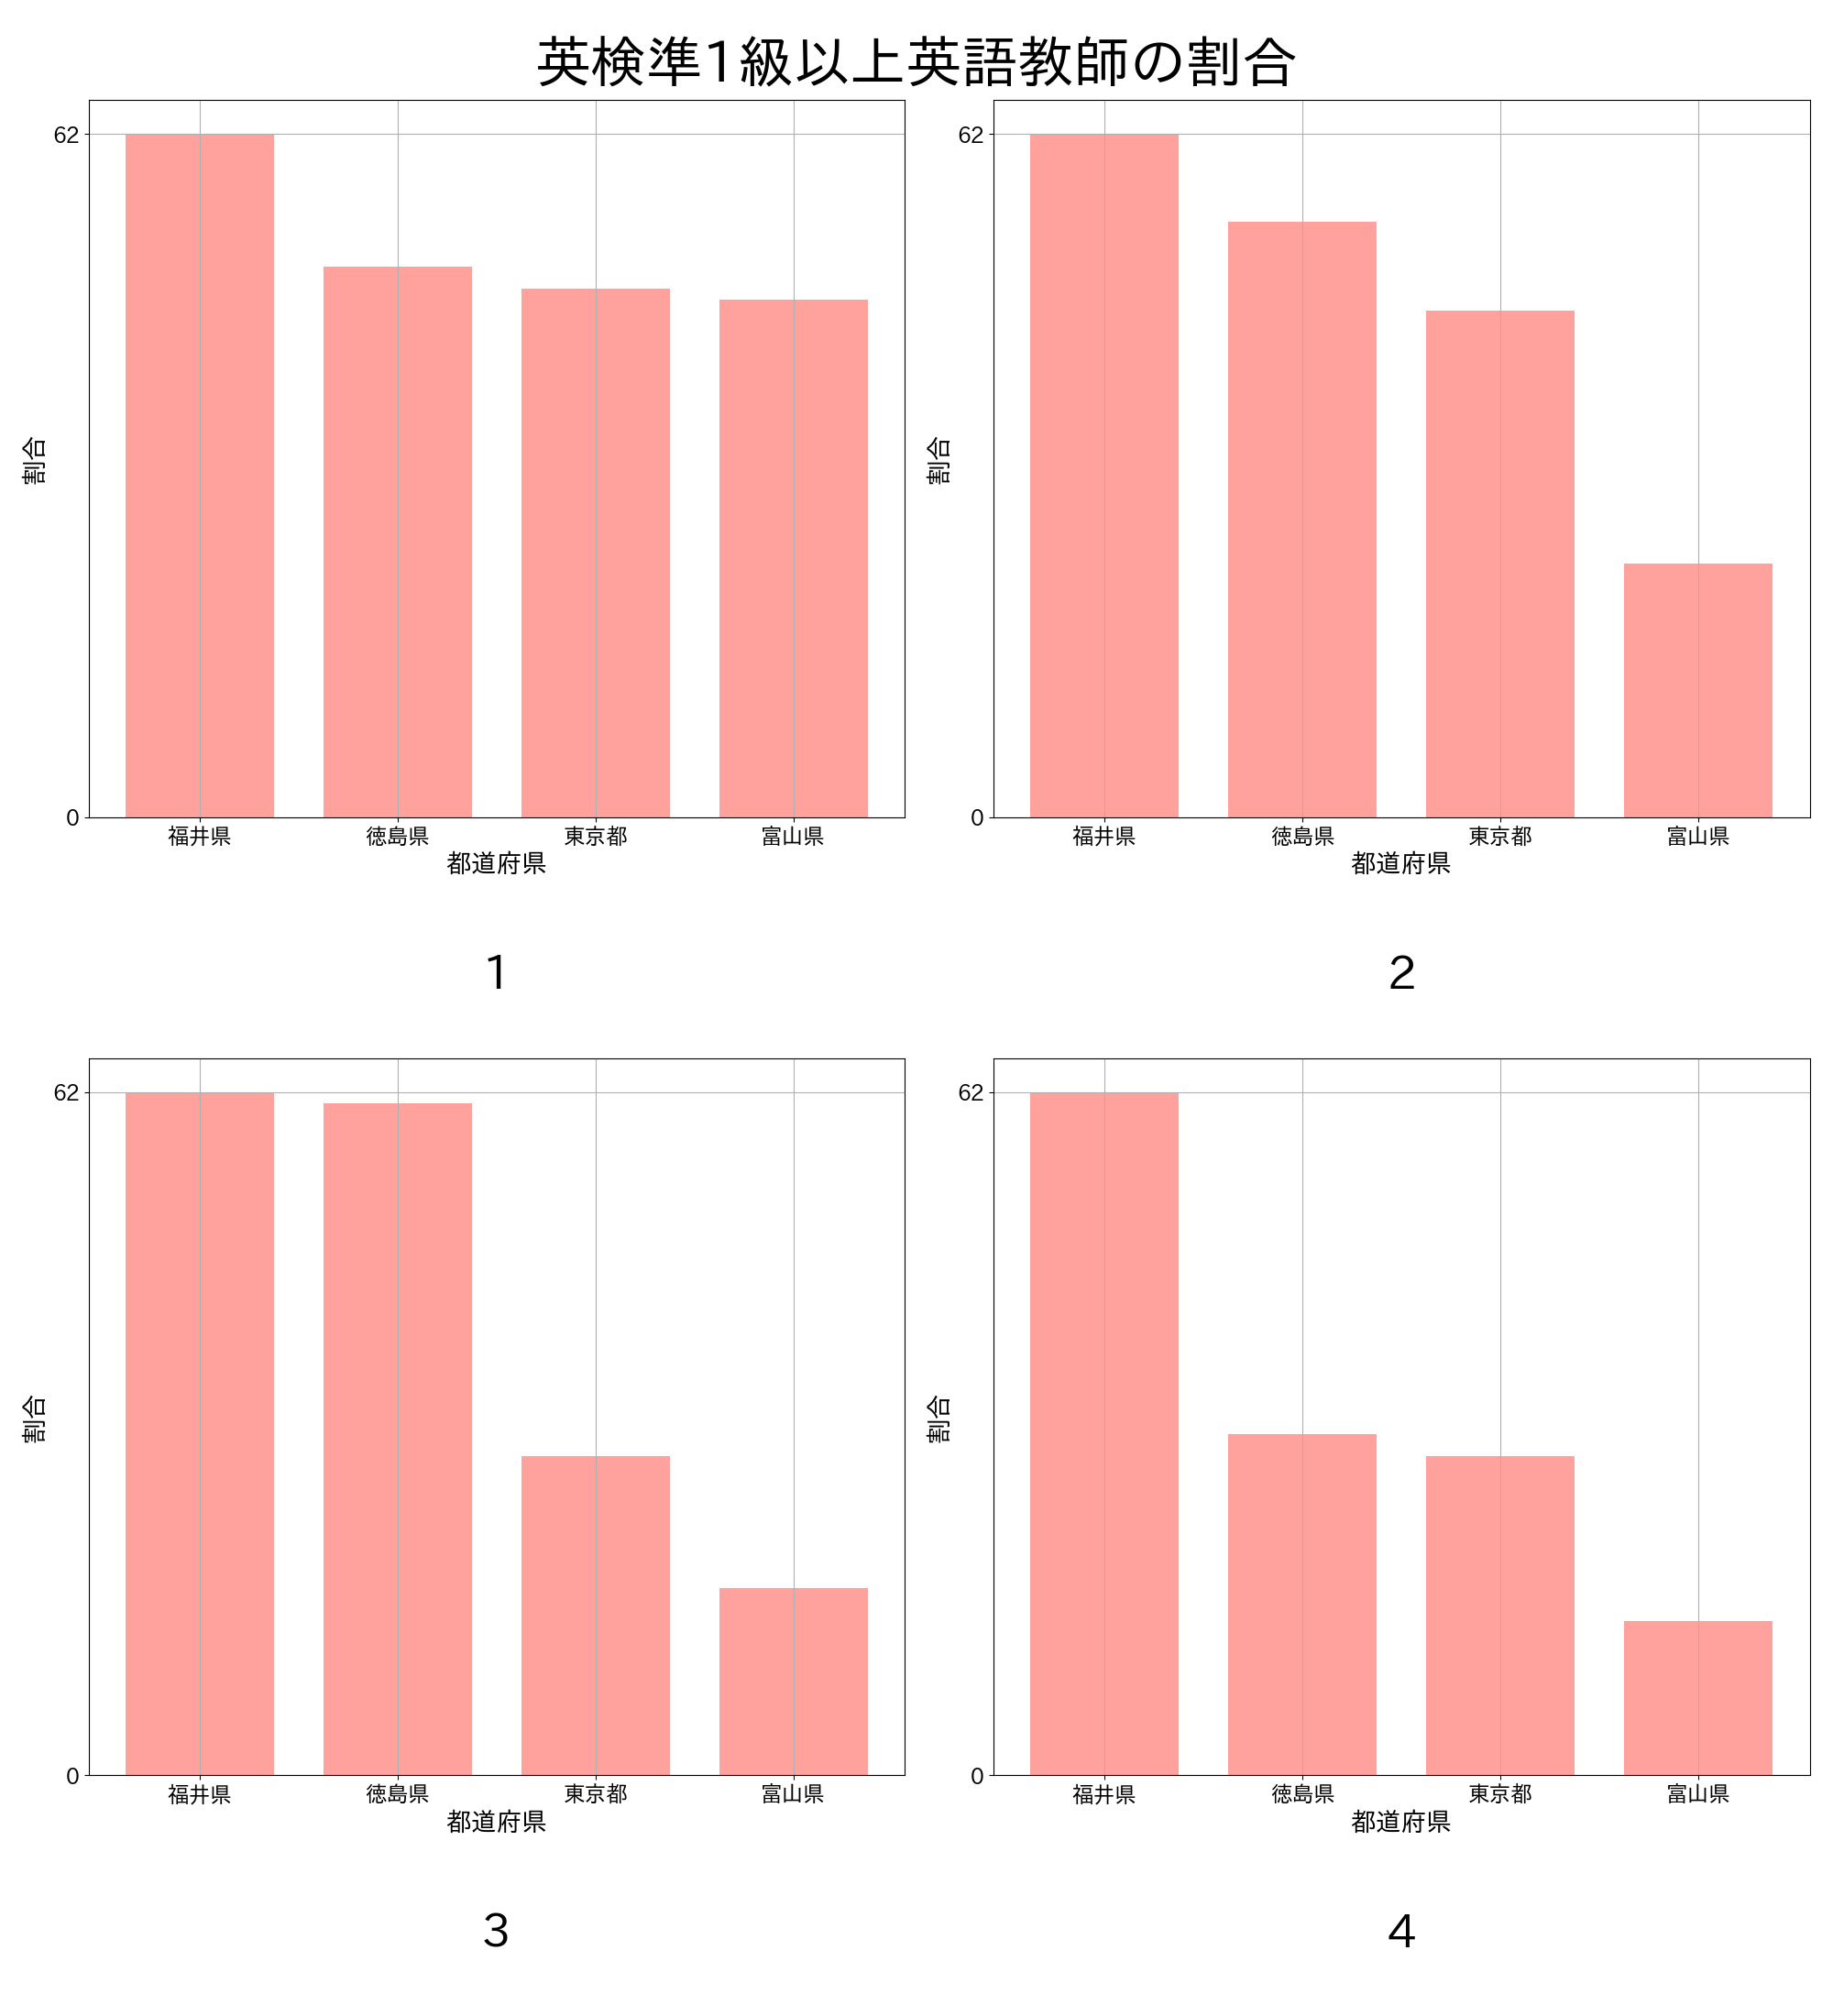 英検準1級以上英語教師の割合
62
0
割合
福井県 徳島県 東京都 富山県
都道府県
1
62
0
割合
福井県 徳島県 東京都 富山県
都道府県
2
62
0
割合
福井県 徳島県 東京都 富山県
都道府県
3
62
0
割合
福井県 徳島県 東京都 富山県
都道府県
4